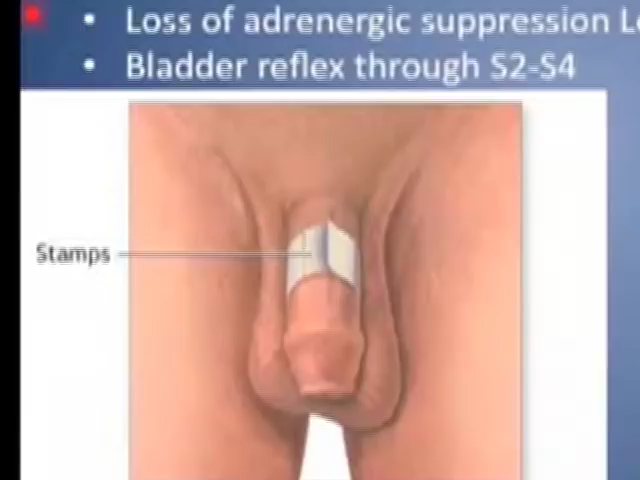 • Loss of adrenergic suppression
• Bladder reflex through S2-S4
Stamps